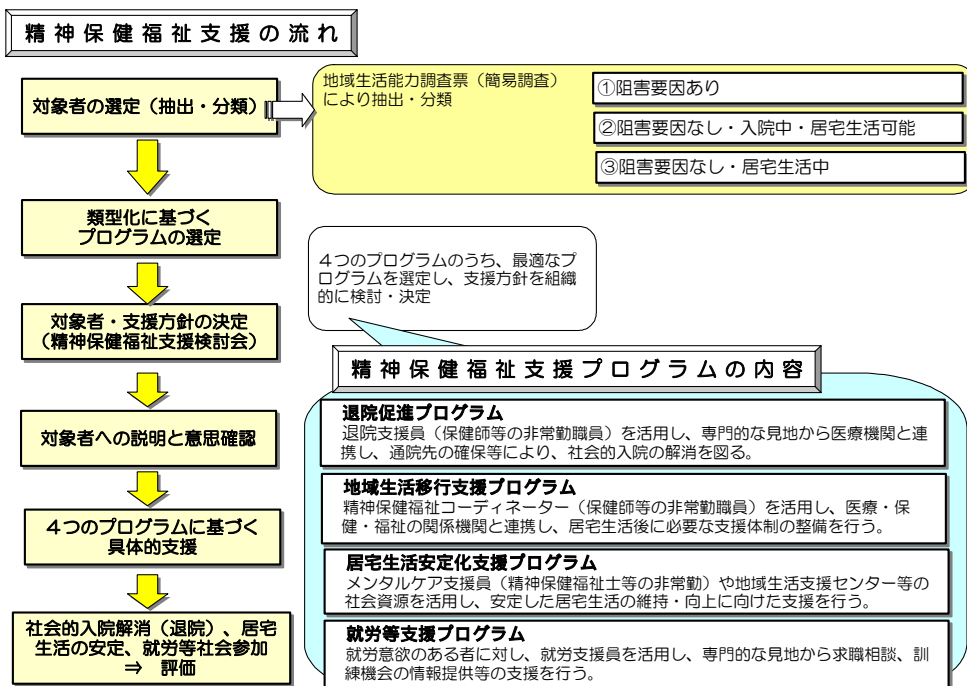 精神保健福祉支援の流れ
対象者の選定（抽出・分類）
地域生活能力調査票（簡易調査）
により抽出・分類
①阻害要因あり
②阻害要因なし・入院中・居宅生活可能
③阻害要因なし・居宅生活中
類型化に基づく
プログラムの選定
４つのプログラムのうち、最適なプ
ログラムを選定し、支援方針を組織
的に検討・決定
対象者・支援方針の決定
（精神保健福祉支援検討会）
対象者への説明と意思確認
４つのプログラムに基づく
具体的支援
社会的入院解消（退院）、居宅
生活の安定、就労等社会参加
⇒　評価
精神保健福祉支援プログラムの内容
退院促進プログラム
退院支援員（保健師等の非常勤職員）を活用し、専門的な見地から医療機関と連
携し、通院先の確保等により、社会的入院の解消を図る。
地域生活移行支援プログラム
精神保健福祉コーディネーター（保健師等の非常勤職員）を活用し、医療・保
健・福祉の関係機関と連携し、居宅生活後に必要な支援体制の整備を行う。
居宅生活安定化支援プログラム
メンタルケア支援員（精神保健福祉士等の非常勤）や地域生活支援センター等の
社会資源を活用し、安定した居宅生活の維持・向上に向けた支援を行う。
就労等支援プログラム
就労意欲のある者に対し、就労支援員を活用し、専門的な見地から求職相談、訓
練機会の情報提供等の支援を行う。